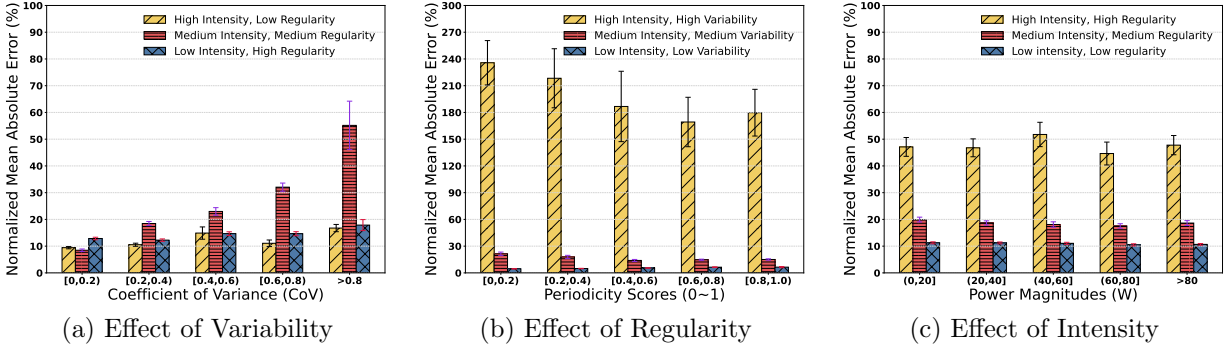 Normalized Mean Absolute Error (%)
100
90
80
70
60
50
40
30
20
10
0
High Intensity, Low Regularity
Medium Intensity, Medium Regularity
Low Intensity, High Regularity
[0,0.2) [0.2,0.4) [0.4,0.6) [0.6,0.8) >0.8
Coefficient of Variance (CoV)
(a) Effect of Variability
Normalized Mean Absolute Error (%)
300
270
240
210
180
150
120
90
60
30
0
High Intensity, High Variability
Medium Intensity, Medium Variability
Low Intensity, Low Variability
[0,0.2) [0.2,0.4) [0.4,0.6) [0.6,0.8) [0.8,1.0)
Periodicity Scores (0~1)
(b) Effect of Regularity
Normalized Mean Absolute Error (%)
100
90
80
70
60
50
40
30
20
10
0
High Intensity, High Regularity
Medium Intensity, Medium Regularity
Low intensity, Low regularity
(0,20] (20,40] (40,60] (60,80] >80
Power Magnitudes (W)
(c) Effect of Intensity